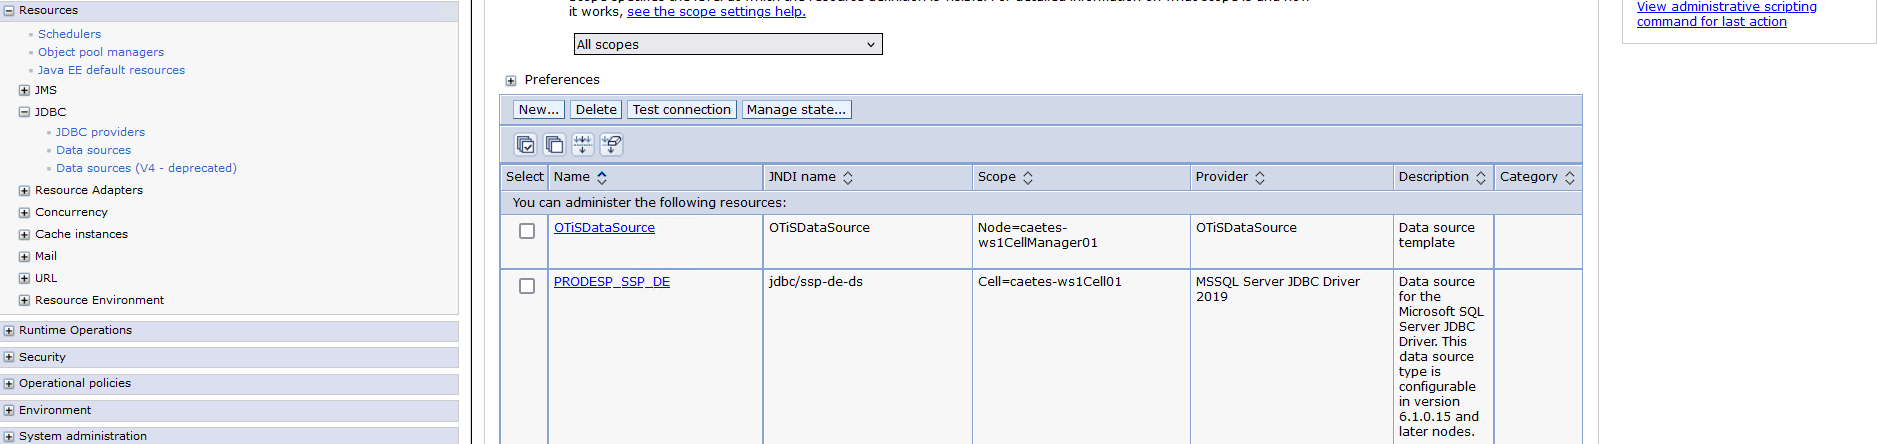 Resources
Schedulers
Object pool managers
Java EE default resources
JMS
JDBC
JDBC providers
Data sources
Data sources (V4 - deprecated)
Resource Adapters
Concurrency
Cache instances
Mail
URL
Resource Environment
Runtime Operations
Security
Operational policies
Environment
System administration
it works, see the scope settings help.
All scopes
Preferences
New... Delete Test connection Manage state...
Select Name JNDI name Scope Provider Description Category
You can administer the following resources:
OTiSDataSource
OTiSDataSource
Node=caetes-
ws1CellManager01
OTiSDataSource
Data source
template
PRODESP_SSP_DE
jdbc/ssp-de-ds
Cell=caetes-ws1Cell01
MSSQL Server JDBC Driver
2019
Data source
for the
Microsoft SQL
Server JDBC
Driver. This
data source
type is
configurable
in version
6.1.0.15 and
later nodes.
View administrative scripting
command for last action